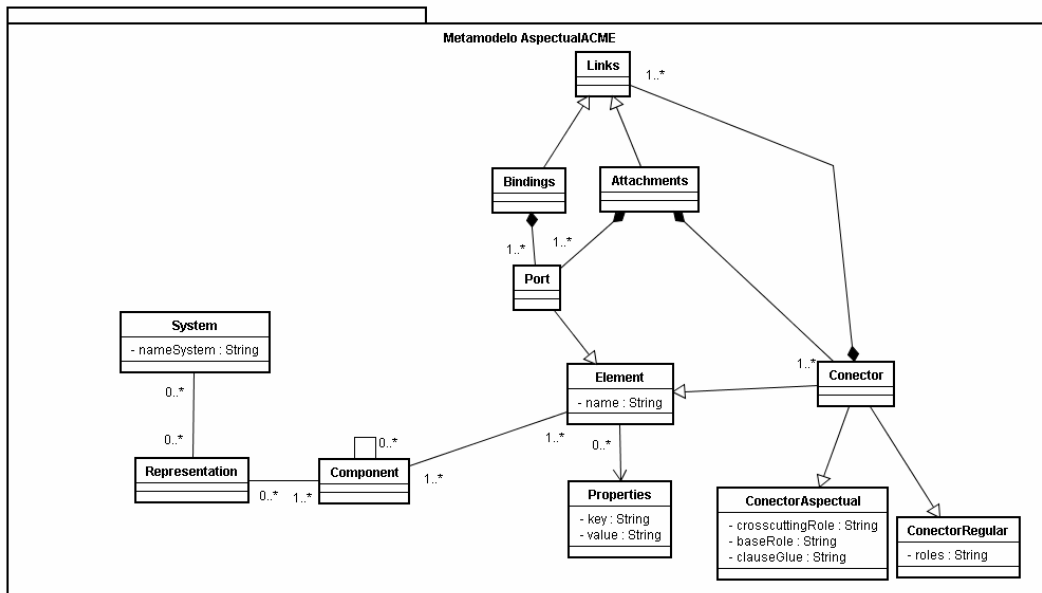 Metamodelo AspectualACME
Links
1..*
Bindings
Attachments
1..*
1..*
Port
System
- nameSystem : String
0..*
0..*
Element
- name : String
1..*
Conector
0..*
1..*
0..*
1..*
Representation
0..*
1..*
Component
Properties
- key : String
- value : String
ConectorAspectual
- crosscuttingRole : String
- baseRole : String
- clauseGlue : String
ConectorRegular
- roles : String